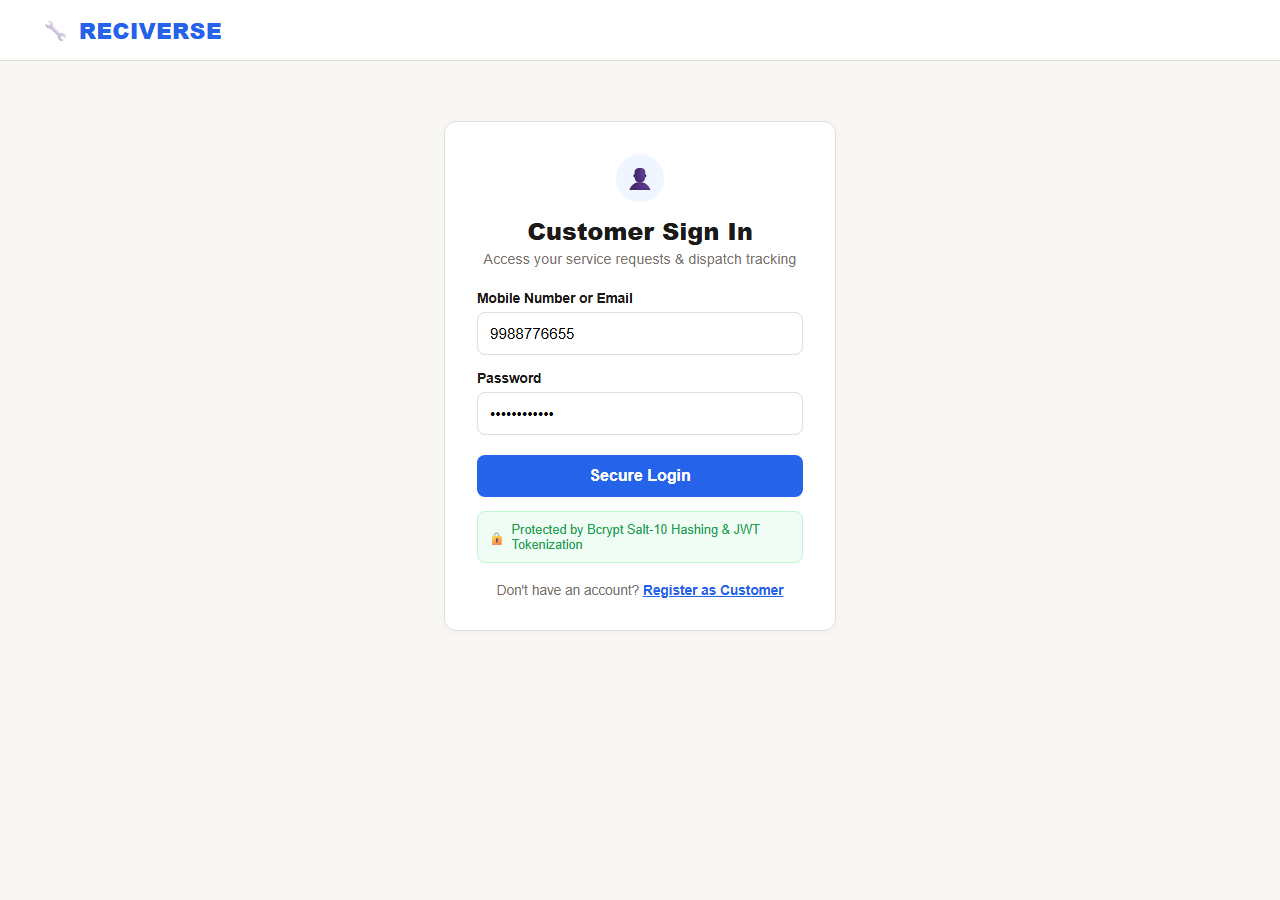 RECIVERSE
Customer Sign In
Access your service requests & dispatch tracking
Mobile Number or Email
9988776655
Password
••••••••••••
Secure Login
Protected by Bcrypt Salt-10 Hashing & JWT
Tokenization
Don't have an account? Register as Customer